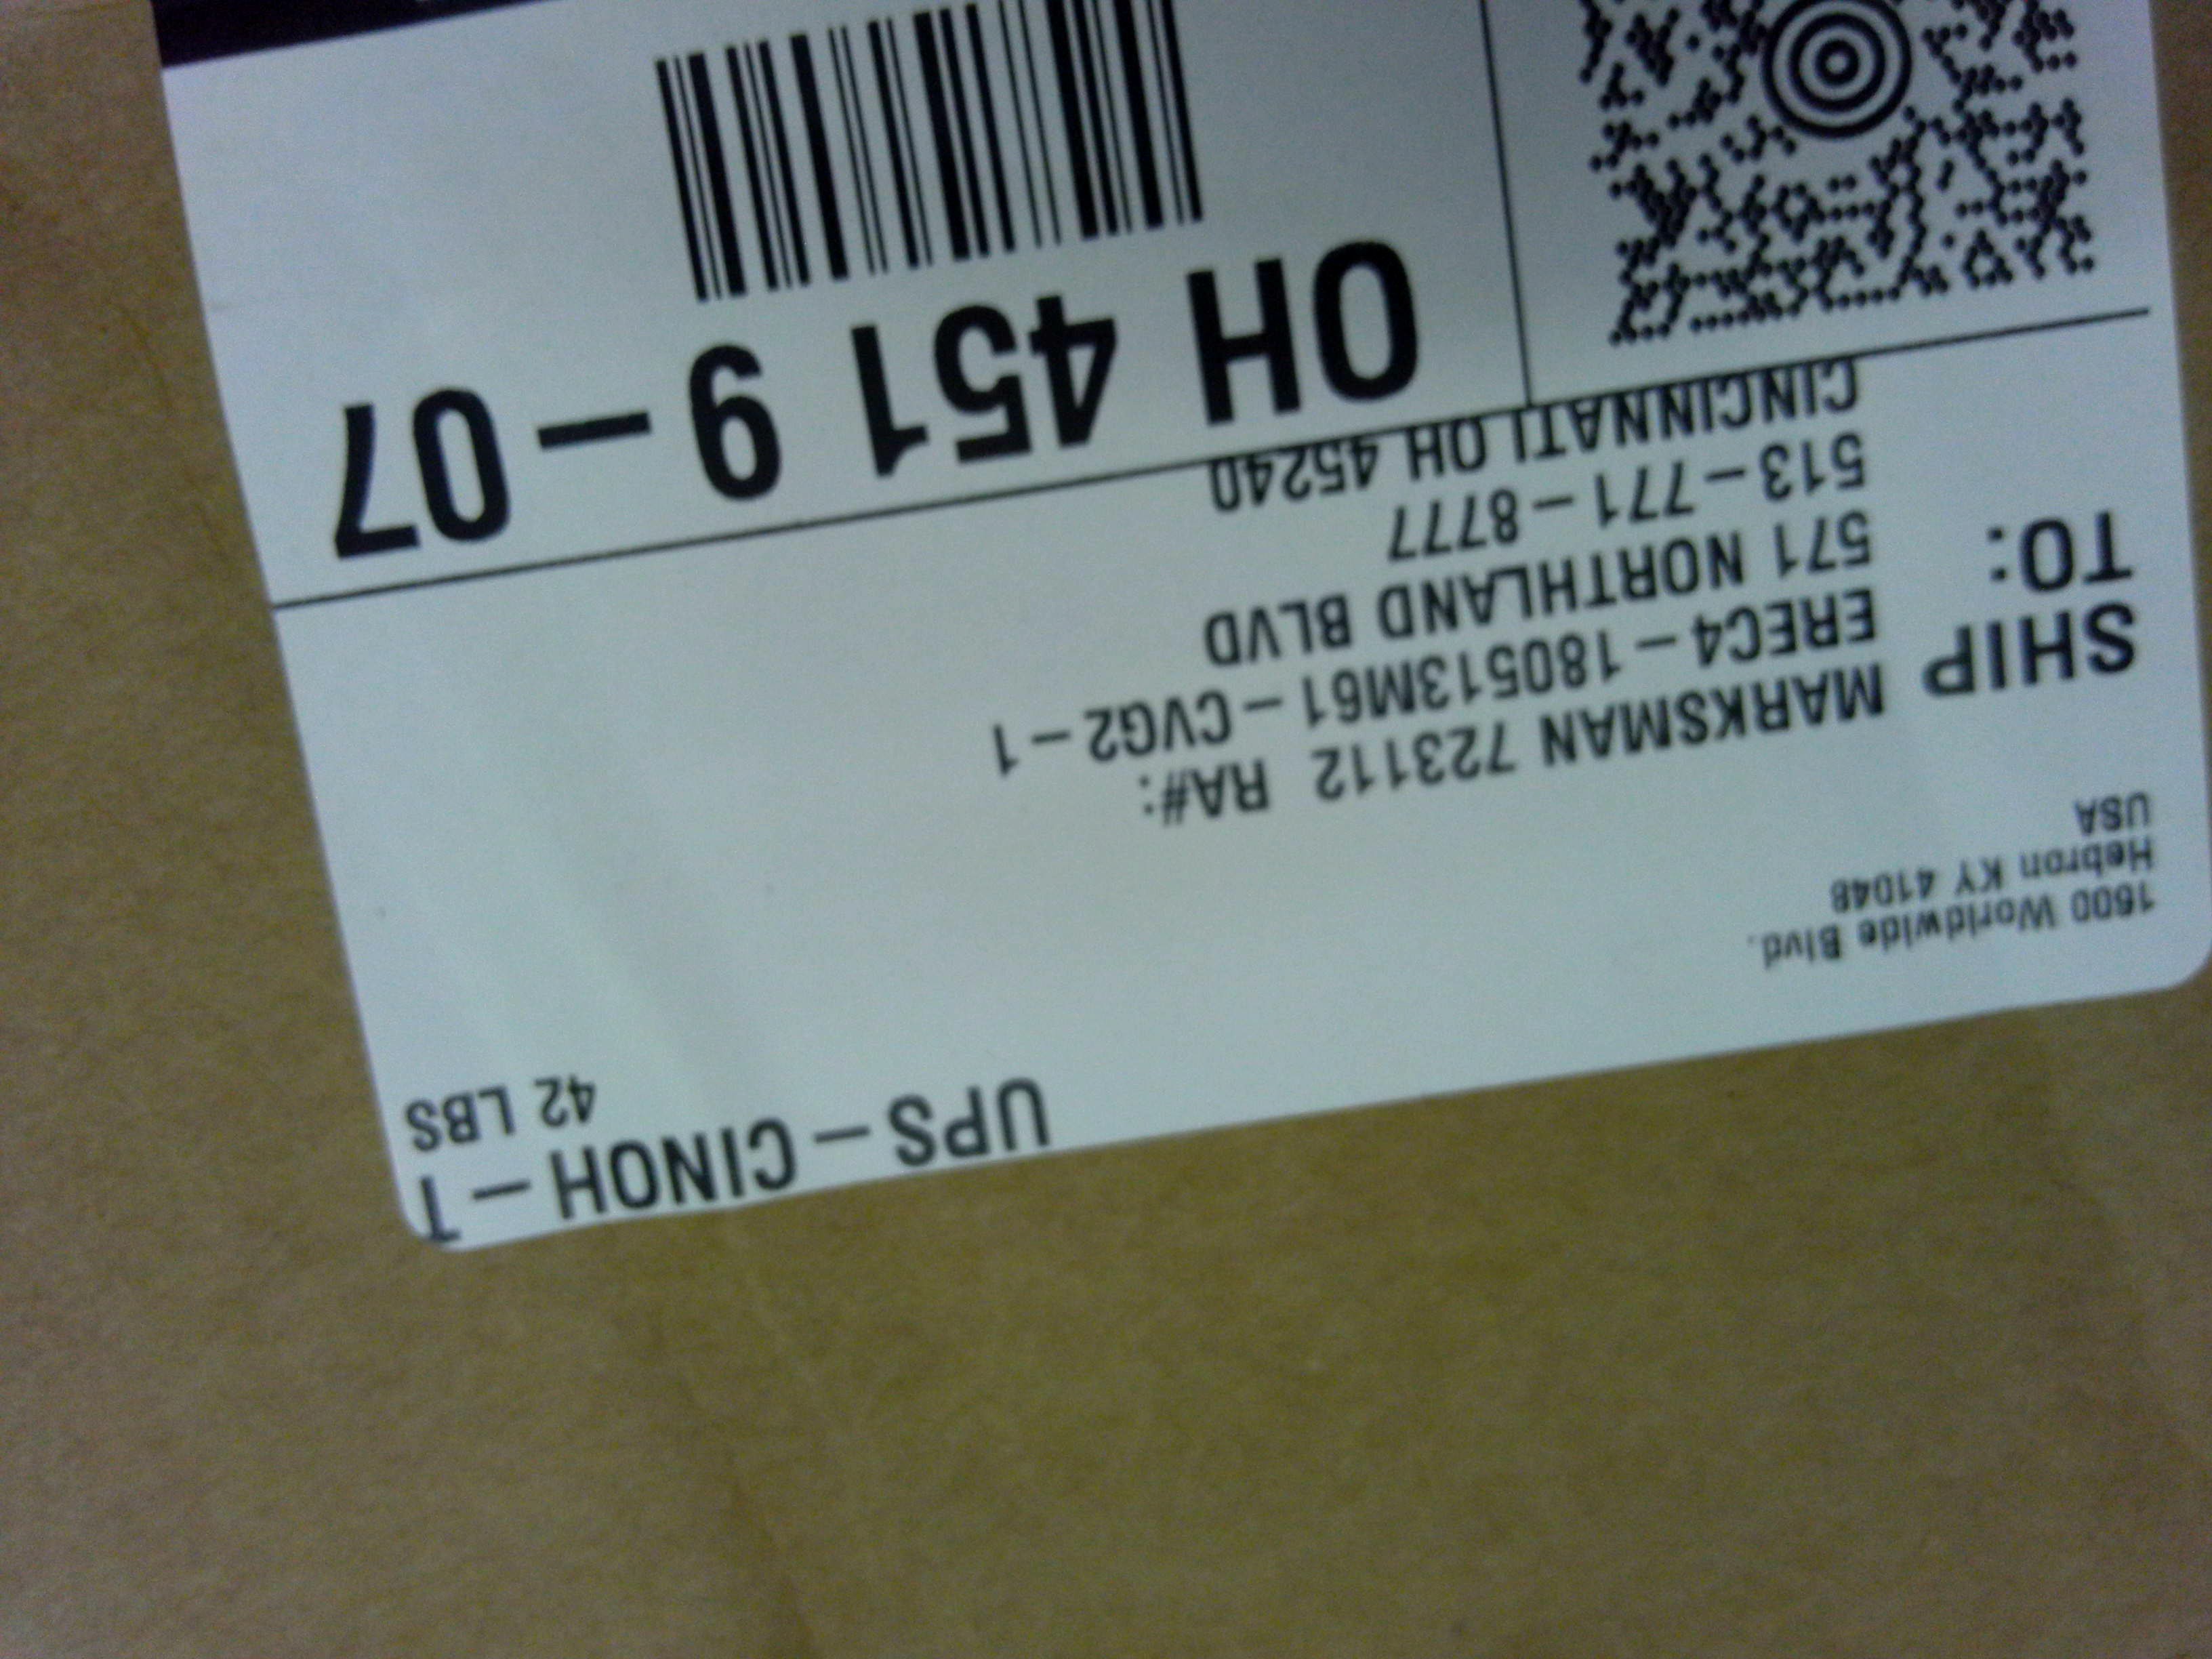 UPS-CINOH-T
42 LBS
1600 Worldwide Blvd.
Hebron KY 41048
USA
SHIP
TO:
MARKSMAN 723112 RA#:
EREC4-180513M61-CVG2-1
571 NORTHLAND BLVD
513-771-8777
CINCINNATI OH 45240
OH 451 9-07